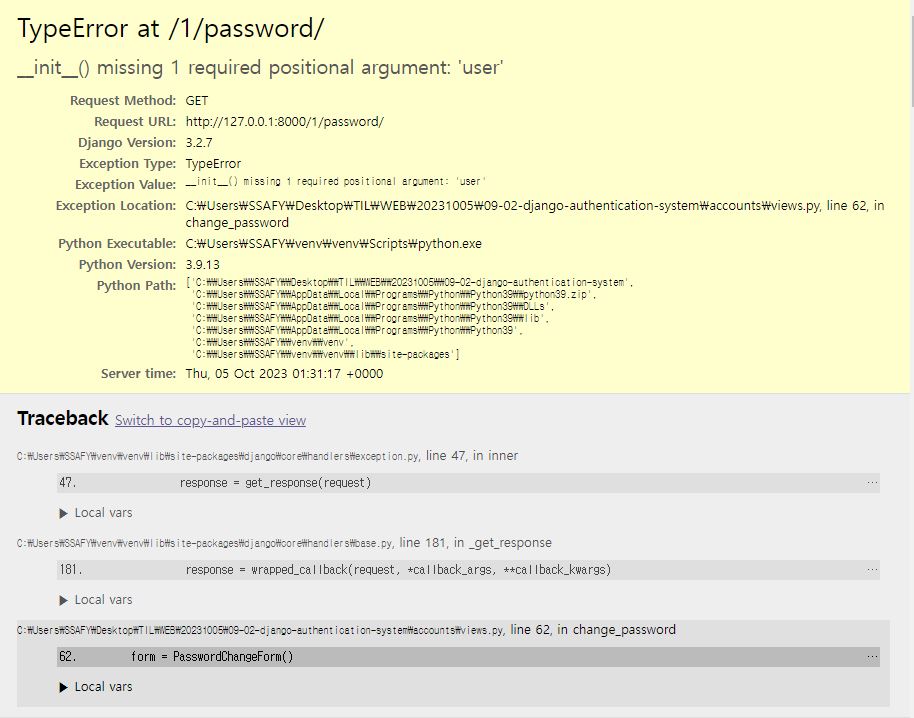 TypeError at /1/password/
__init__() missing 1 required positional argument: 'user'
Request Method: GET
Request URL: http://127.0.0.1:8000/1/password/
Django Version: 3.2.7
Exception Type: TypeError
Exception Value: __init__() missing 1 required positional argument: 'user'
Exception Location: C:₩Users₩SSAFY₩Desktop₩TIL₩WEB₩20231005₩09-02-django-authentication-system₩accounts₩views.py, line 62, in
change_password
Python Executable: C:₩Users₩SSAFY₩venv₩venv₩Scripts₩python.exe
Python Version: 3.9.13
Python Path: ['C:₩₩Users₩₩SSAFY₩₩Desktop₩₩TIL₩₩WEB₩₩20231005₩₩09-02-django-authentication-system',
'C:₩₩Users₩₩SSAFY₩₩AppData₩₩Local₩₩Programs₩₩Python₩₩Python39₩₩python39.zip',
'C:₩₩Users₩₩SSAFY₩₩AppData₩₩Local₩₩Programs₩₩Python₩₩Python39₩₩DLLs',
'C:₩₩Users₩₩SSAFY₩₩AppData₩₩Local₩₩Programs₩₩Python₩₩Python39₩₩lib',
'C:₩₩Users₩₩SSAFY₩₩AppData₩₩Local₩₩Programs₩₩Python₩₩Python39',
'C:₩₩Users₩₩SSAFY₩₩venv₩₩venv',
'C:₩₩Users₩₩SSAFY₩₩venv₩₩venv₩₩lib₩₩site-packages']
Server time: Thu, 05 Oct 2023 01:31:17 +0000
Traceback Switch to copy-and-paste view
C:₩Users₩SSAFY₩venv₩venv₩lib₩site-packages₩django₩core₩handlers₩exception.py, line 47, in inner
47. response = get_response(request) …
▶ Local vars
C:₩Users₩SSAFY₩venv₩venv₩lib₩site-packages₩django₩core₩handlers₩base.py, line 181, in _get_response
181. response = wrapped_callback(request, *callback_args, **callback_kwargs) …
▶ Local vars
C:₩Users₩SSAFY₩Desktop₩TIL₩WEB₩20231005₩09-02-django-authentication-system₩accounts₩views.py, line 62, in change_password
62. form = PasswordChangeForm() …
▶ Local vars